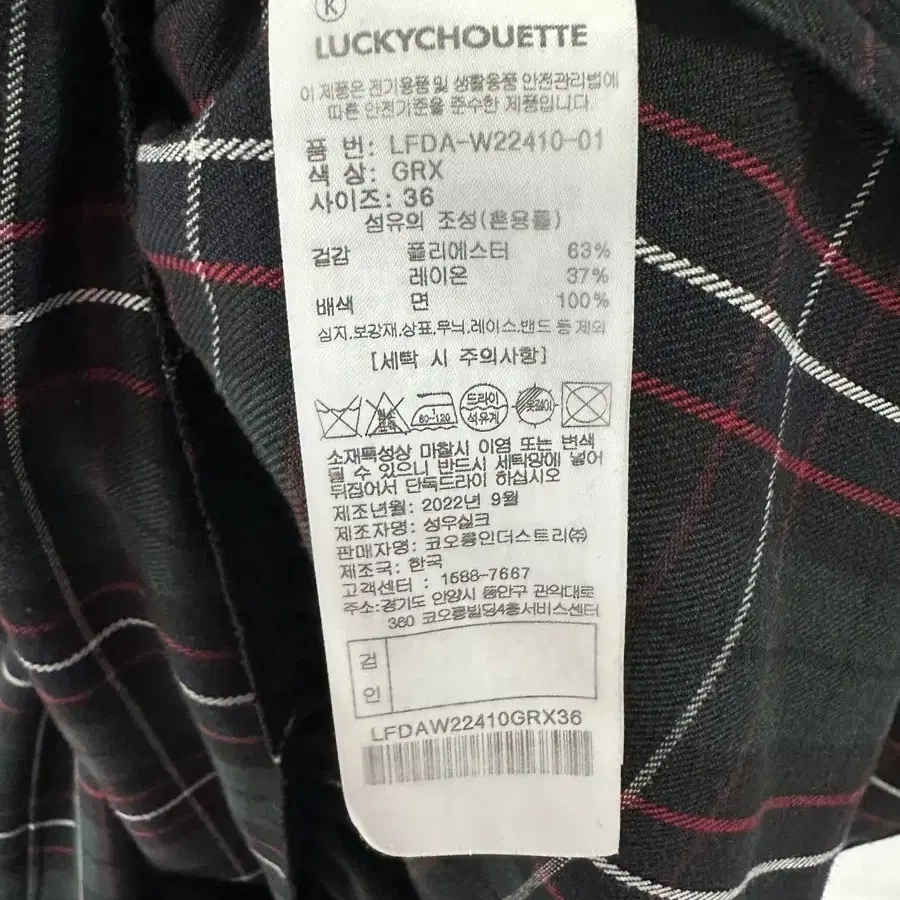 K
LUCKYCHOUETTE
이 제품은 전기용품 및 생활용품 안전관리법에
따른 안전기준을 준수한 제품입니다.
품 번: LFDA-W22410-01
색 상: GRX
사이즈: 36
섬유의 조성(혼용률)
겉감 폴리에스터 63%
레이온 37%
배색 면 100%
심지,보강재,상표,무늬,레이스,밴드 등 제외
[세탁 시 주의사항]
80~120
드라이
석유계
옷걸이
소재특성상 마찰시 이염 또는 변색
될 수 있으니 반드시 세탁망에 넣어
뒤집어서 단독드라이 하십시오
제조년월: 2022년 9월
제조자명: 성우실크
판매자명: 코오롱인더스트리㈜
제조국: 한국
고객센터 : 1588-7667
주소:경기도 안양시 동안구 관악대로
360 코오롱빌딩4층서비스센터
검
인
LFDAW22410GRX36